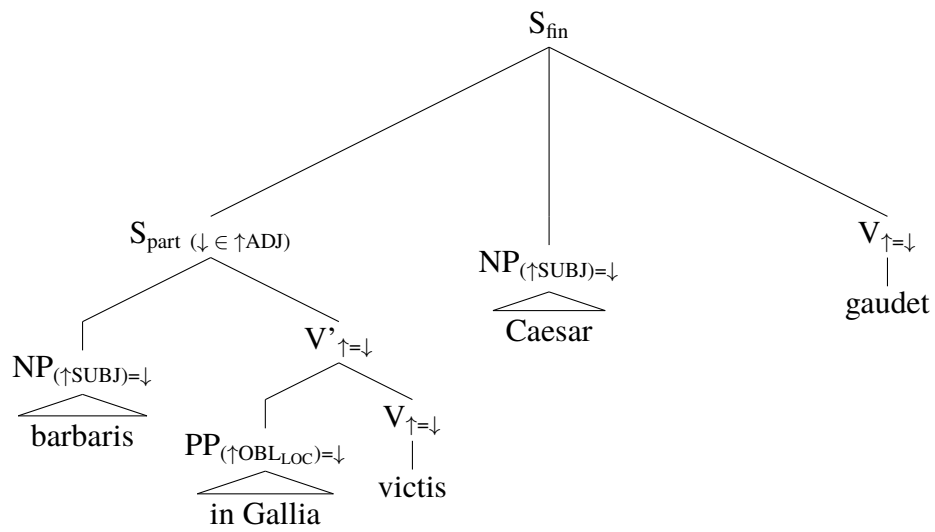 S_fin
S_part (↓ ∈ ↑ADJ)
NP_(↑SUBJ)=↓
V_↑=↓
Caesar
gaudet
NP_(↑SUBJ)=↓
V’_↑=↓
barbaris
PP_(↑OBL_LOC)=↓
V_↑=↓
in Gallia
victis